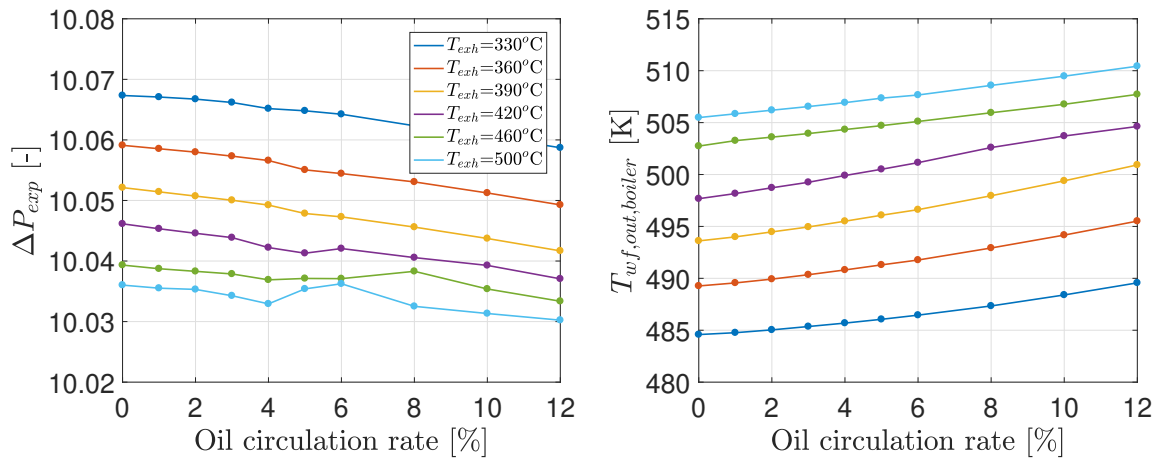 10.08
10.07
10.06
10.05
10.04
10.03
10.02
ΔP_exp [-]
0 2 4 6 8 10 12
Oil circulation rate [%]
T_exh=330°C
T_exh=360°C
T_exh=390°C
T_exh=420°C
T_exh=460°C
T_exh=500°C
515
510
505
500
495
490
485
480
T_wf,out,boiler [K]
0 2 4 6 8 10 12
Oil circulation rate [%]